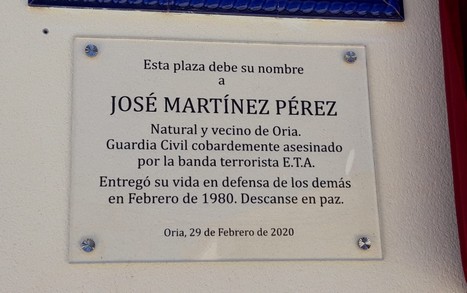 Esta plaza debe su nombre
a
JOSÉ MARTÍNEZ PÉREZ
Natural y vecino de Oria.
Guardia Civil cobardemente asesinado
por la banda terrorista E.T.A.
Entregó su vida en defensa de los demás
en Febrero de 1980. Descanse en paz.
Oria, 29 de Febrero de 2020